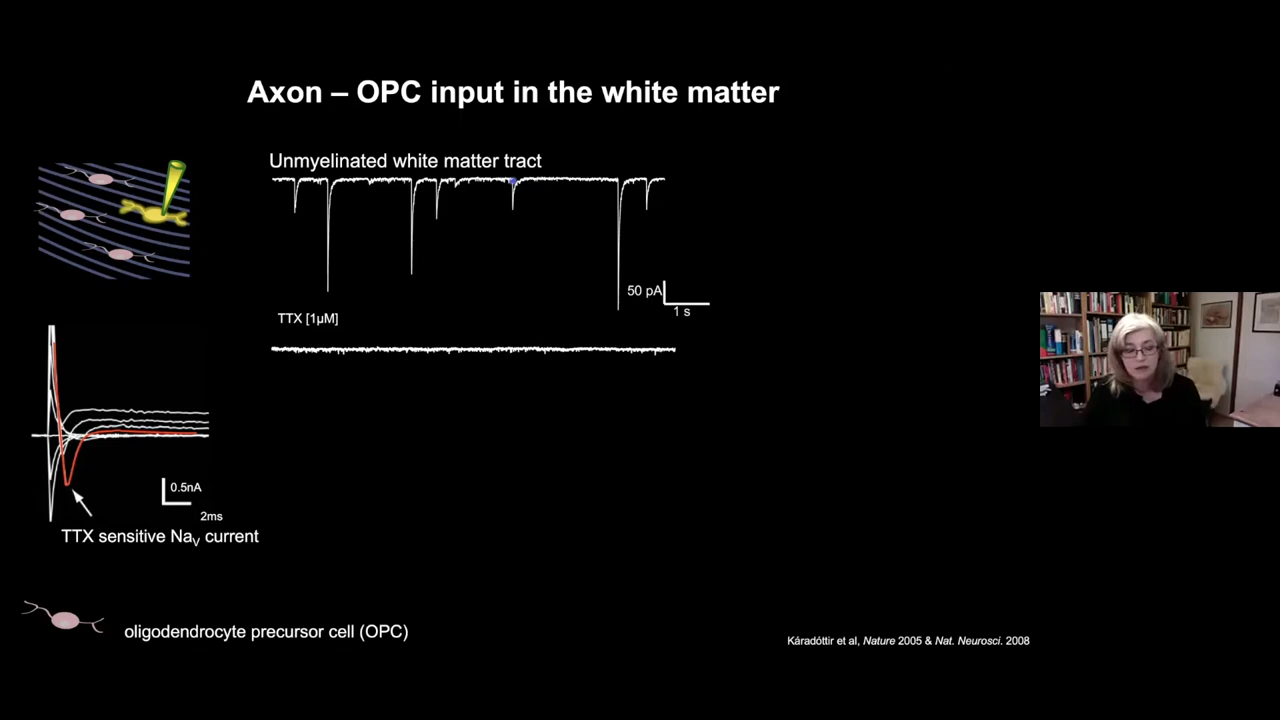 Axon – OPC input in the white matter
Unmyelinated white matter tract
50 pA
1 s
TTX [1µM]
0.5nA
2ms
TTX sensitive NaV current
oligodendrocyte precursor cell (OPC)
Káradóttir et al, Nature 2005 & Nat. Neurosci. 2008